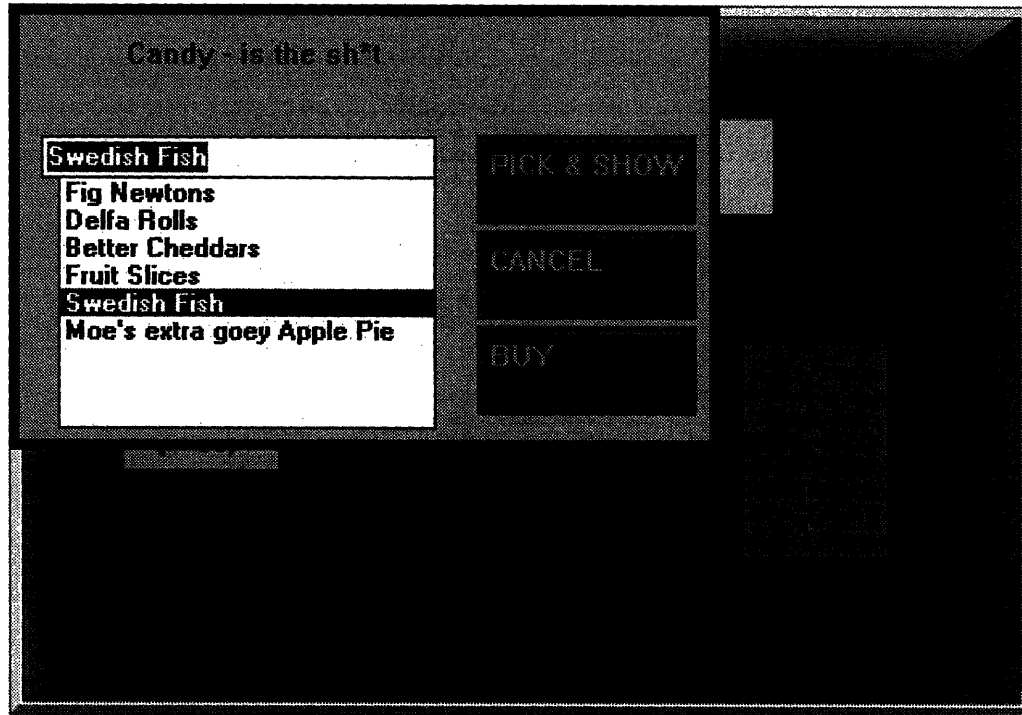 Candy - is the sh*t
Swedish Fish
Fig Newtons
Delfa Rolls
Better Cheddars
Fruit Slices
Swedish Fish
Moe's extra goey Apple Pie
PICK & SHOW
CANCEL
BUY